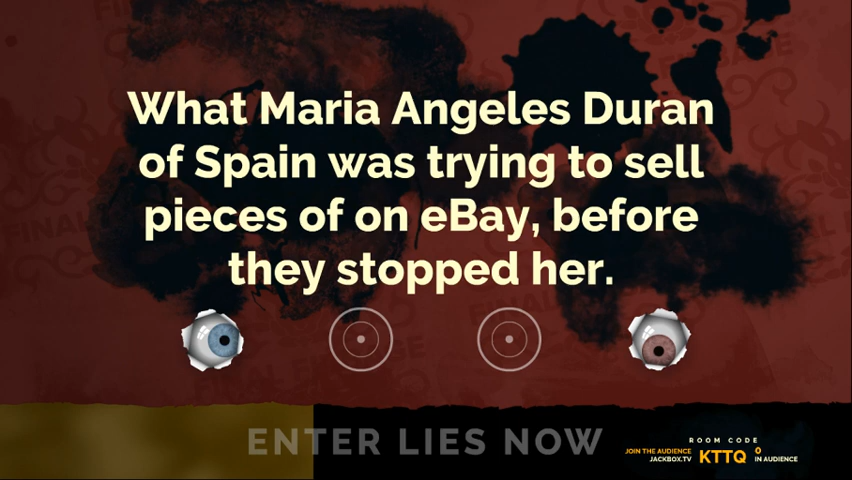 What Maria Angeles Duran
of Spain was trying to sell
pieces of on eBay, before
they stopped her.
ENTER LIES NOW
ROOM CODE
JOIN THE AUDIENCE
JACKBOX.TV
KTTQ
0
IN AUDIENCE